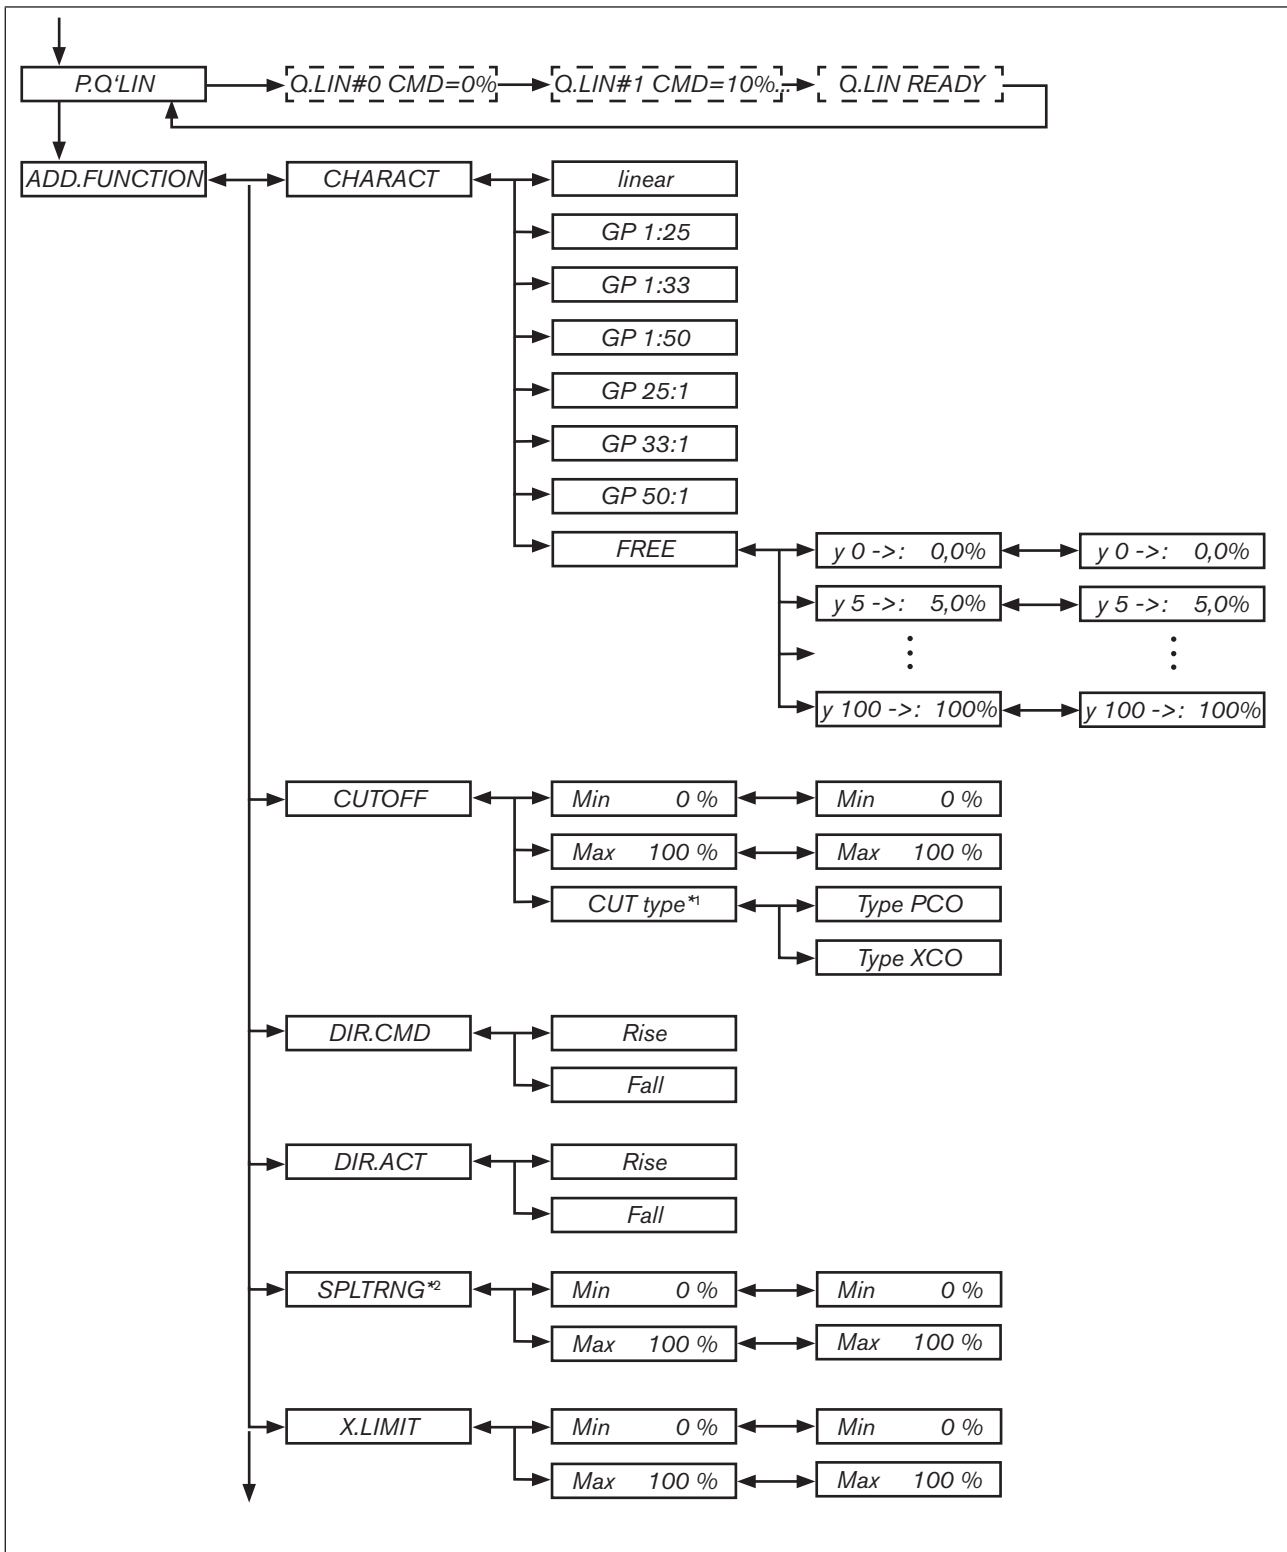 P.Q'LIN Q.LIN#0 CMD=0% Q.LIN#1 CMD=10%... Q.LIN READY
ADD.FUNCTION CHARACT linear
GP 1:25
GP 1:33
GP 1:50
GP 25:1
GP 33:1
GP 50:1
FREE y 0 ->: 0,0% y 0 ->: 0,0%
y 5 ->: 5,0% y 5 ->: 5,0%
⋮ ⋮
y 100 ->: 100% y 100 ->: 100%
CUTOFF Min 0 % Min 0 %
Max 100 % Max 100 %
CUT type*1 Type PCO
Type XCO
DIR.CMD Rise
Fall
DIR.ACT Rise
Fall
SPLTRNG*2 Min 0 % Min 0 %
Max 100 % Max 100 %
X.LIMIT Min 0 % Min 0 %
Max 100 % Max 100 %